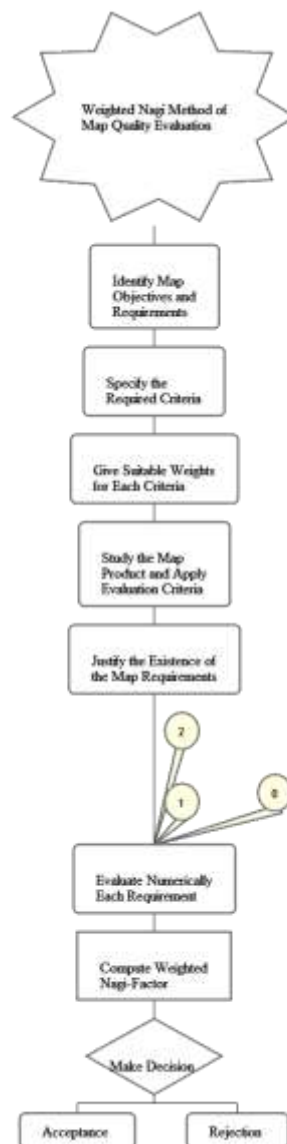 Weighted Nagi Method of
Map Quality Evaluation
Identify Map
Objectives and
Requirements
Specify the
Required Criteria
Give Suitable Weights
for Each Criteria
Study the Map
Product and Apply
Evaluation Criteria
Justify the Existence of
the Map Requirements
2
1
0
Evaluate Numerically
Each Requirement
Compute Weighted
Nagi-Factor
Make Decision
Acceptance
Rejection